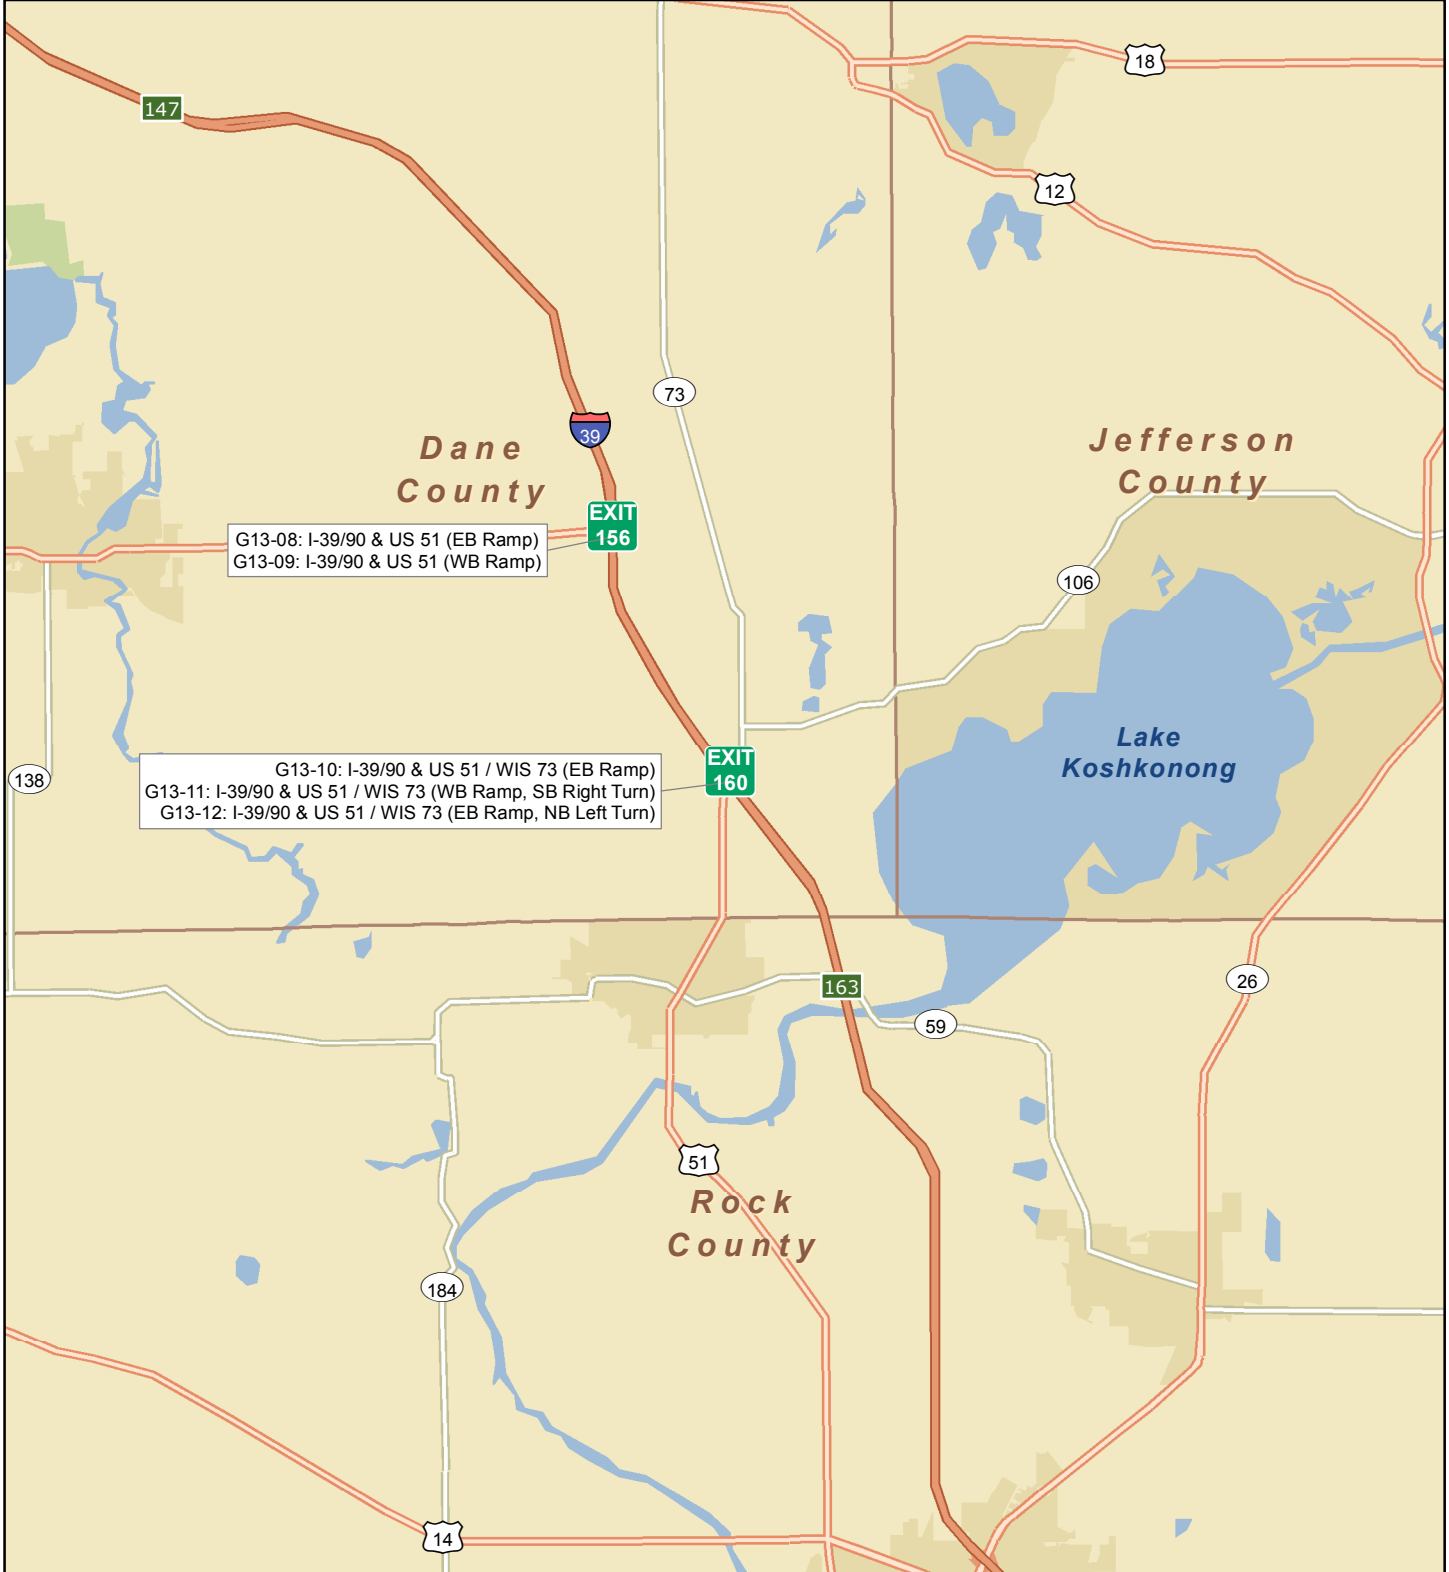 18
147
12
73
39
Dane
County
Jefferson
County
EXIT
156
G13-08: I-39/90 & US 51 (EB Ramp)
G13-09: I-39/90 & US 51 (WB Ramp)
106
Lake
Koshkonong
EXIT
160
138
G13-10: I-39/90 & US 51 / WIS 73 (EB Ramp)
G13-11: I-39/90 & US 51 / WIS 73 (WB Ramp, SB Right Turn)
G13-12: I-39/90 & US 51 / WIS 73 (EB Ramp, NB Left Turn)
26
163
59
51
Rock
County
184
14